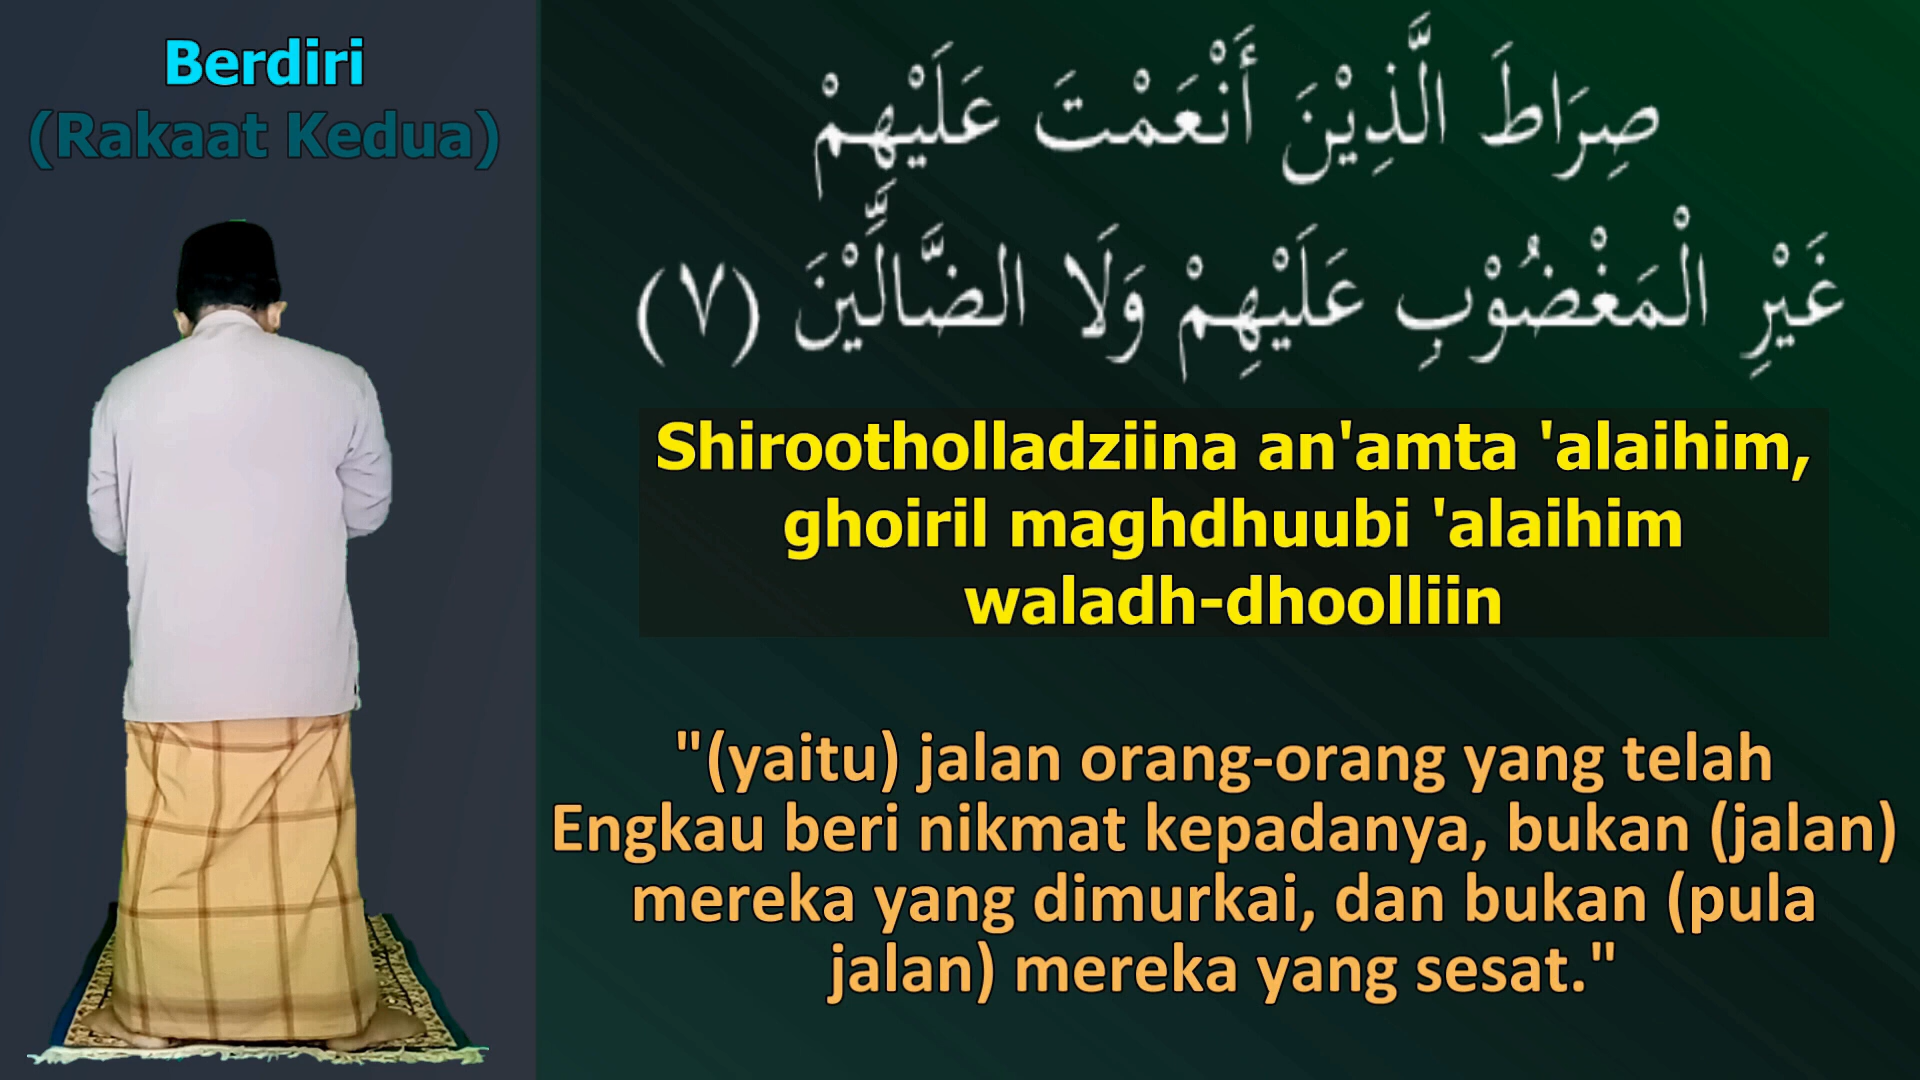 Berdiri
(Rakaat Kedua)
صِرَاطَ الَّذِيْنَ أَنْعَمْتَ عَلَيْهِمْ
غَيْرِ الْمَغْضُوْبِ عَلَيْهِمْ وَلَا الضَّالِّيْنَ (٧)
Shirootholladziina an'amta 'alaihim,
ghoiril maghdhuubi 'alaihim
waladh-dhoolliin
"(yaitu) jalan orang-orang yang telah
Engkau beri nikmat kepadanya, bukan (jalan)
mereka yang dimurkai, dan bukan (pula
jalan) mereka yang sesat."